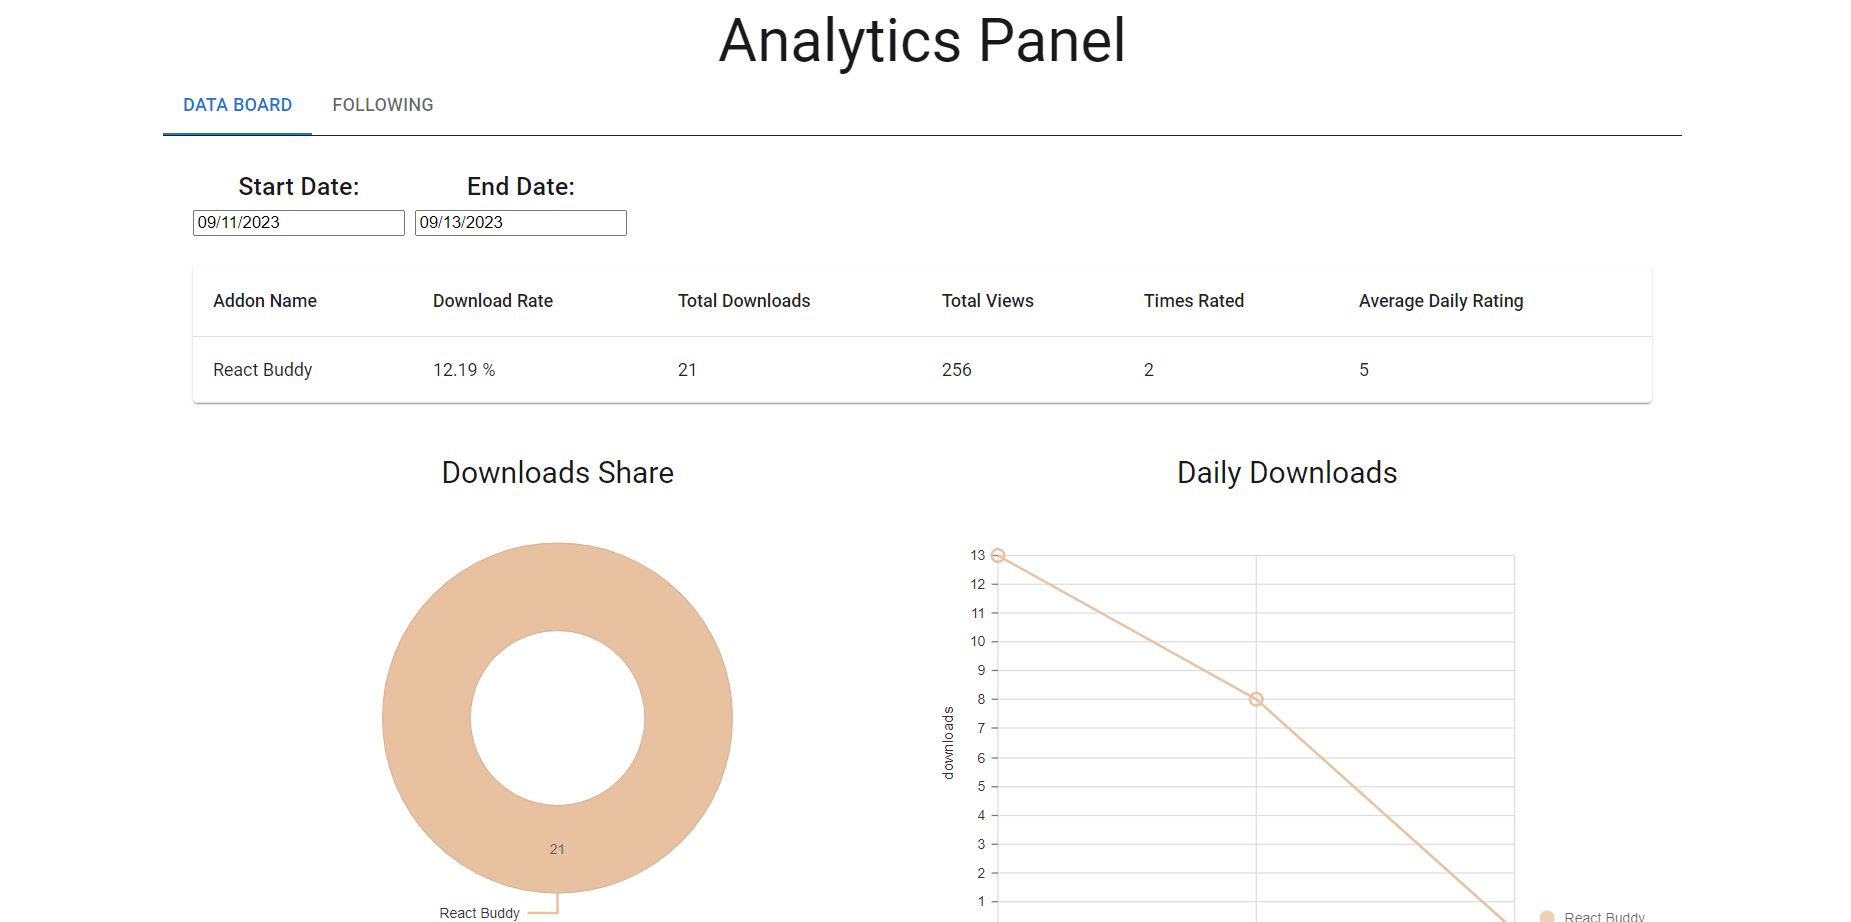 Analytics Panel
DATA BOARD FOLLOWING
Start Date: End Date:
09/11/2023 09/13/2023
Addon Name Download Rate Total Downloads Total Views Times Rated Average Daily Rating
React Buddy 12.19 % 21 256 2 5
Downloads Share
21
React Buddy
Daily Downloads
13
12
11
10
9
8
7
6
5
4
3
2
1
downloads
React Buddy